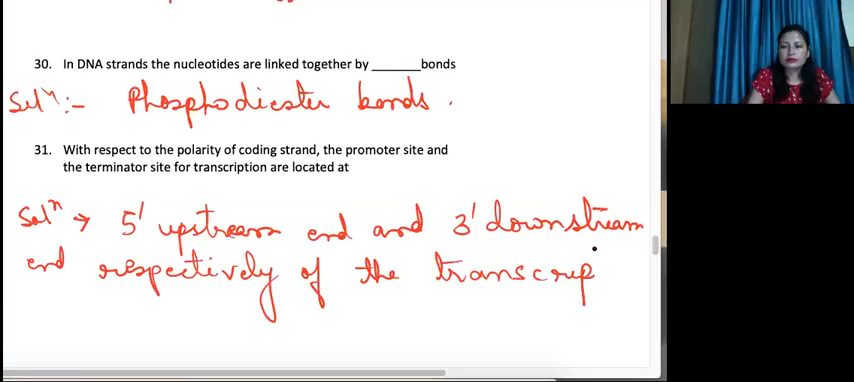 30. In DNA strands the nucleotides are linked together by ______bonds
Solⁿ:- Phosphodiester bonds.
31. With respect to the polarity of coding strand, the promoter site and
the terminator site for transcription are located at
Solⁿ → 5' upstream end and 3' downstream
end respectively of the transcrip